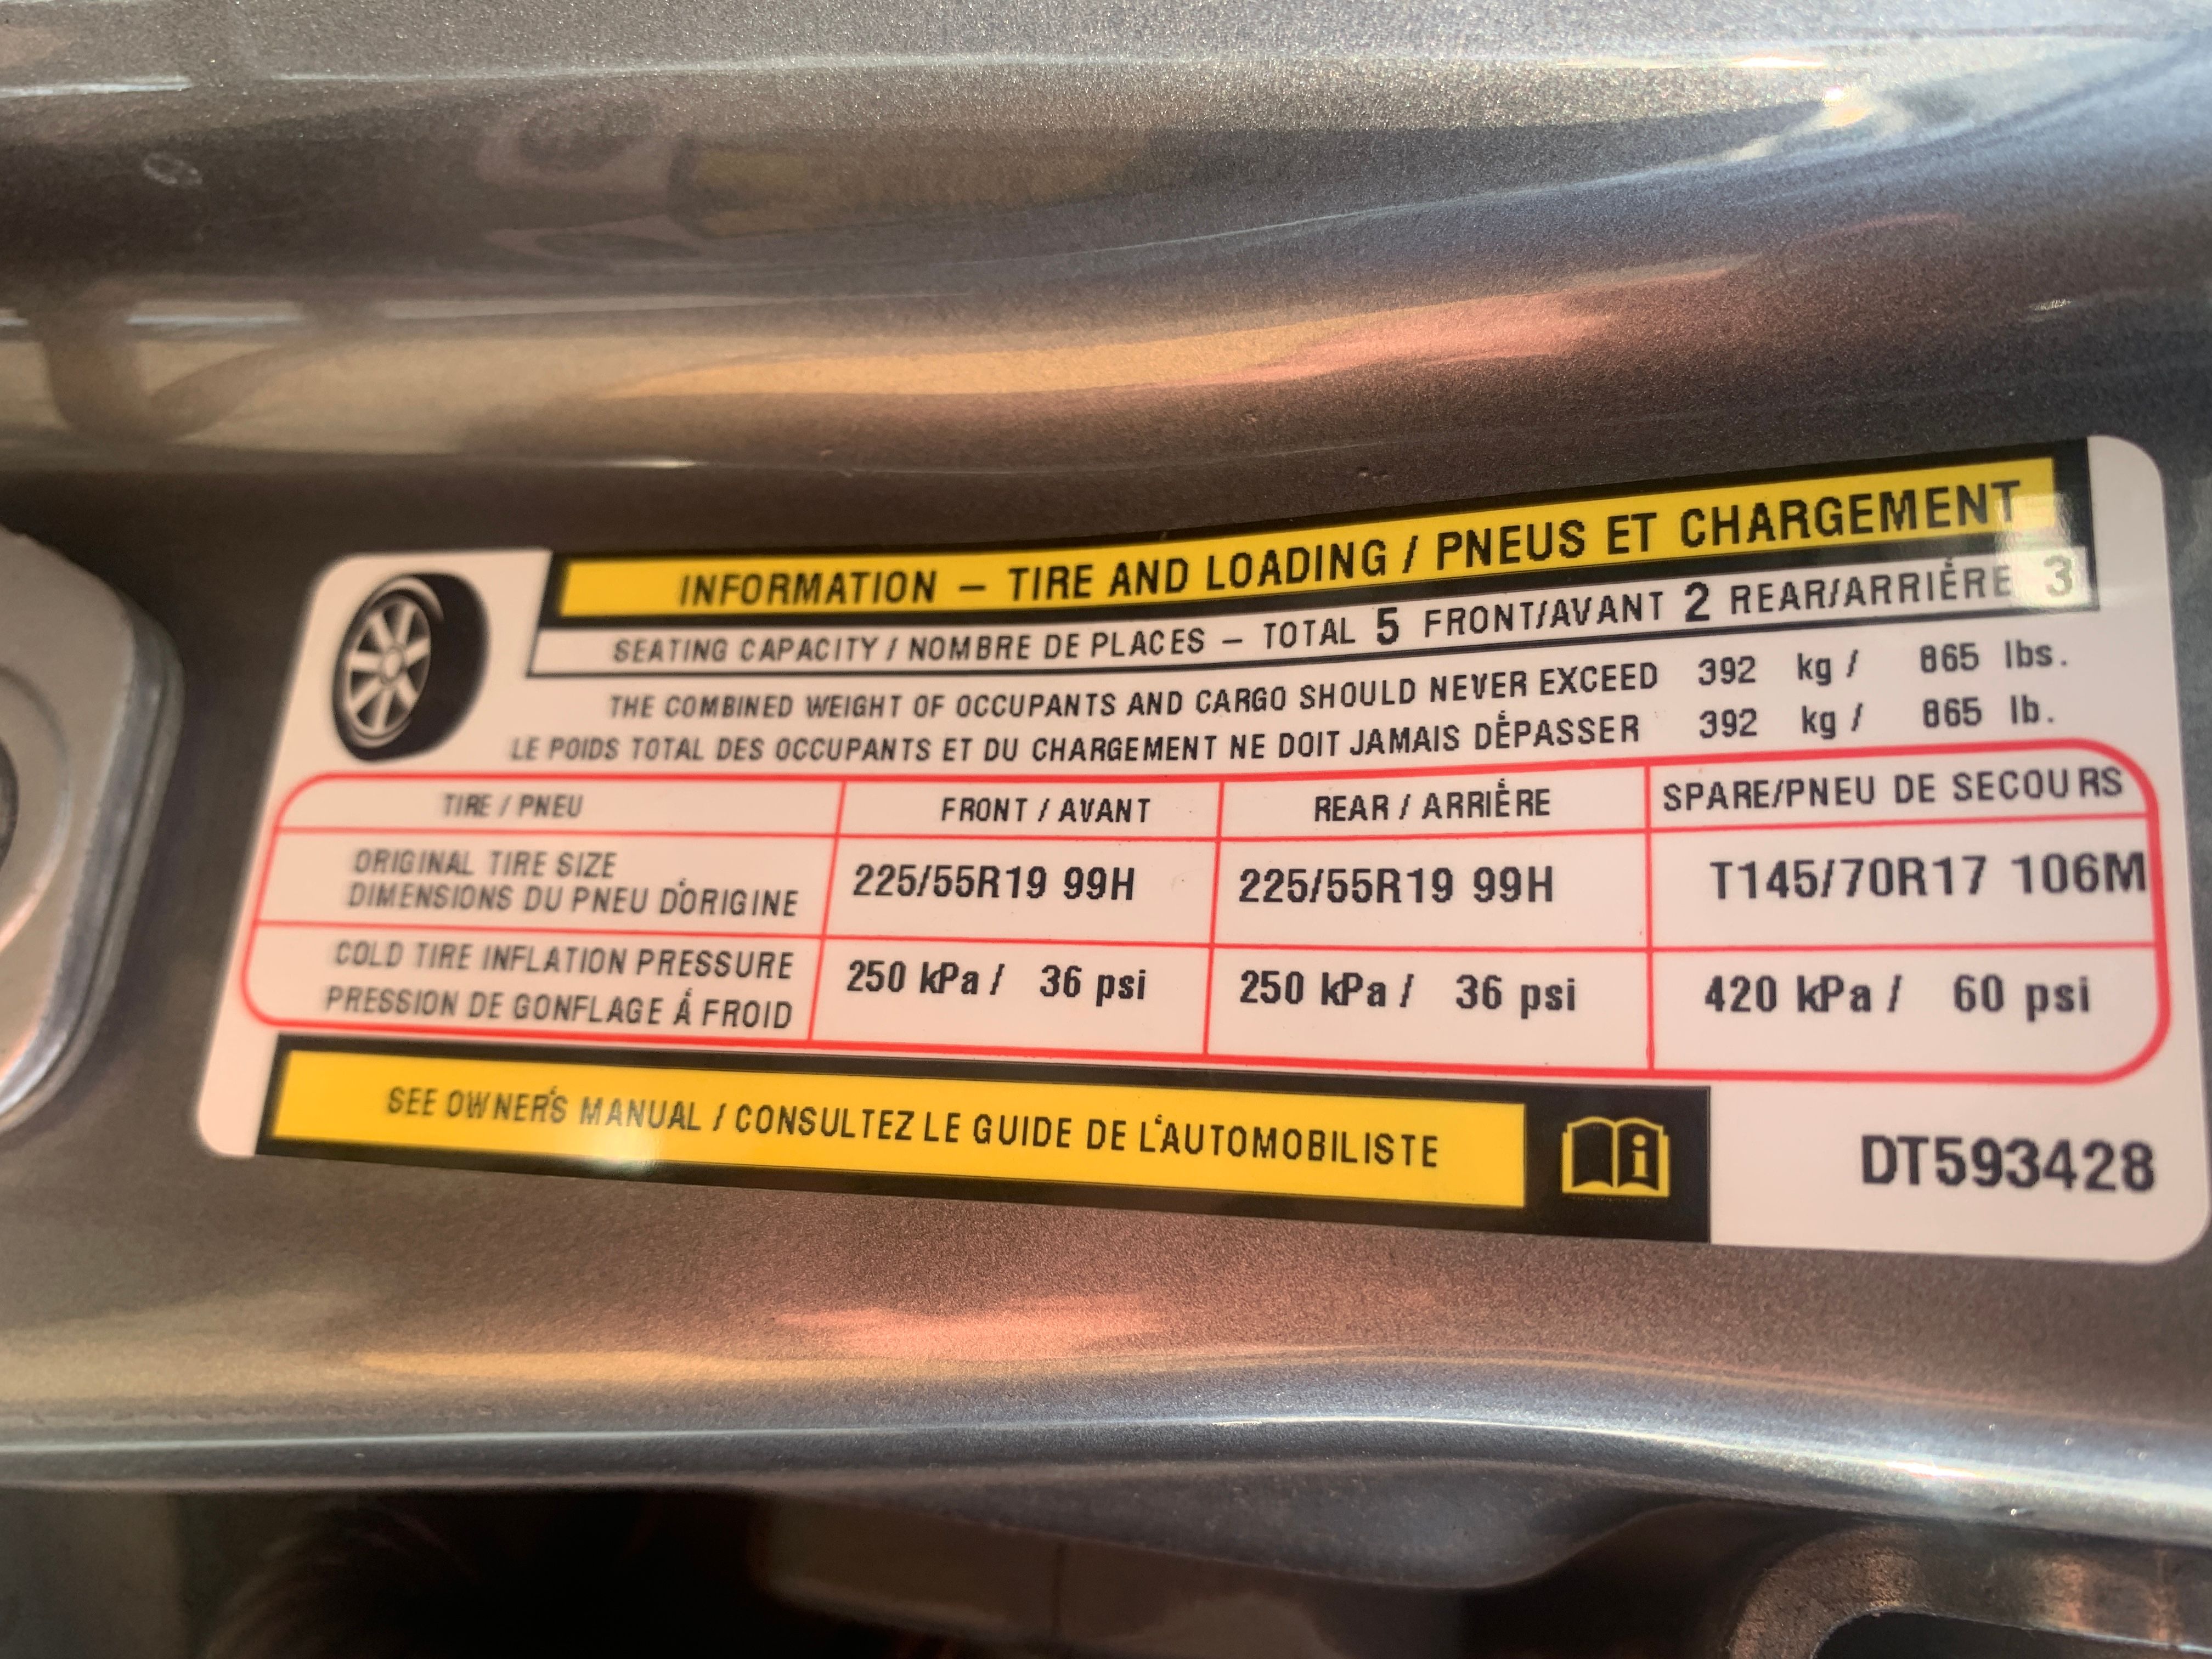 INFORMATION – TIRE AND LOADING / PNEUS ET CHARGEMENT
SEATING CAPACITY / NOMBRE DE PLACES – TOTAL 5 FRONT/AVANT 2 REAR/ARRIÈRE 3
THE COMBINED WEIGHT OF OCCUPANTS AND CARGO SHOULD NEVER EXCEED 392 kg / 865 lbs.
LE POIDS TOTAL DES OCCUPANTS ET DU CHARGEMENT NE DOIT JAMAIS DÉPASSER 392 kg / 865 lb.
TIRE / PNEU FRONT / AVANT REAR / ARRIÈRE SPARE/PNEU DE SECOURS
ORIGINAL TIRE SIZE
DIMENSIONS DU PNEU D'ORIGINE 225/55R19 99H 225/55R19 99H T145/70R17 106M
COLD TIRE INFLATION PRESSURE
PRESSION DE GONFLAGE À FROID 250 kPa / 36 psi 250 kPa / 36 psi 420 kPa / 60 psi
SEE OWNER'S MANUAL / CONSULTEZ LE GUIDE DE L'AUTOMOBILISTE
DT593428